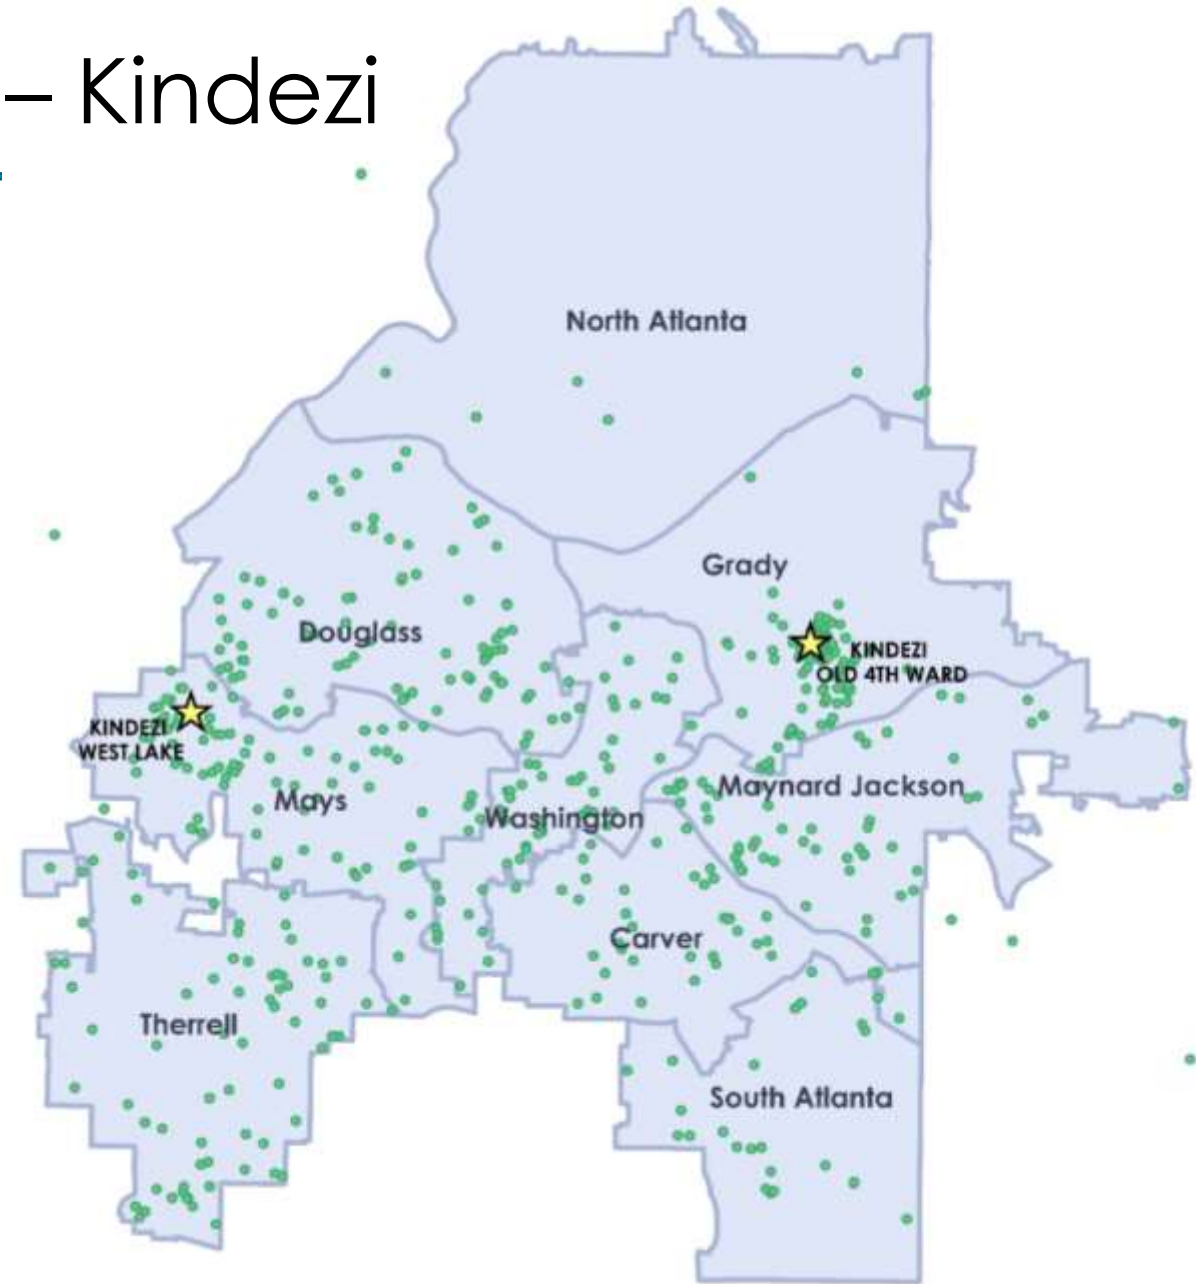 – Kindezi
North Atlanta
Grady
Douglass
KINDEZI
OLD 4TH WARD
KINDEZI
WEST LAKE
Maynard Jackson
Mays
Washington
Carver
Therrell
South Atlanta